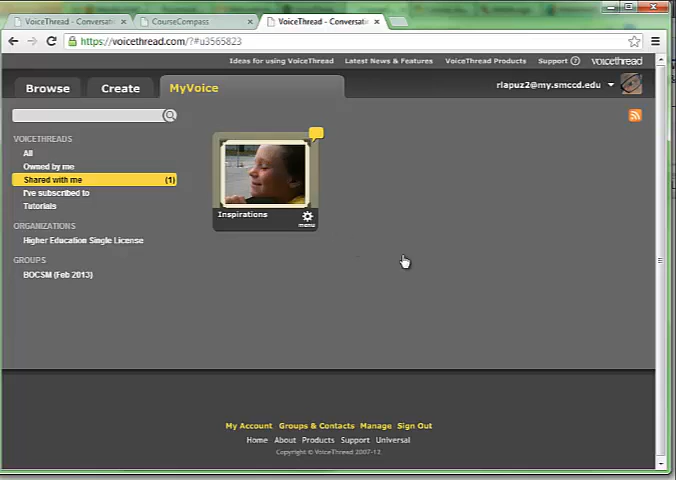 VoiceThread - Conversati
CourseCompass
VoiceThread - Conversati
https://voicethread.com/?#u3565823
Ideas for using VoiceThread
Latest News & Features
VoiceThread Products
Support
voicethread
Browse
Create
MyVoice
rlapuz2@my.smccd.edu
VOICETHREADS
All
Owned by me
Shared with me (1)
I've subscribed to
Tutorials
ORGANIZATIONS
Higher Education Single License
GROUPS
BOCSM (Feb 2013)
Inspirations
menu
My Account Groups & Contacts Manage Sign Out
Home About Products Support Universal
Copyright © VoiceThread 2007-12